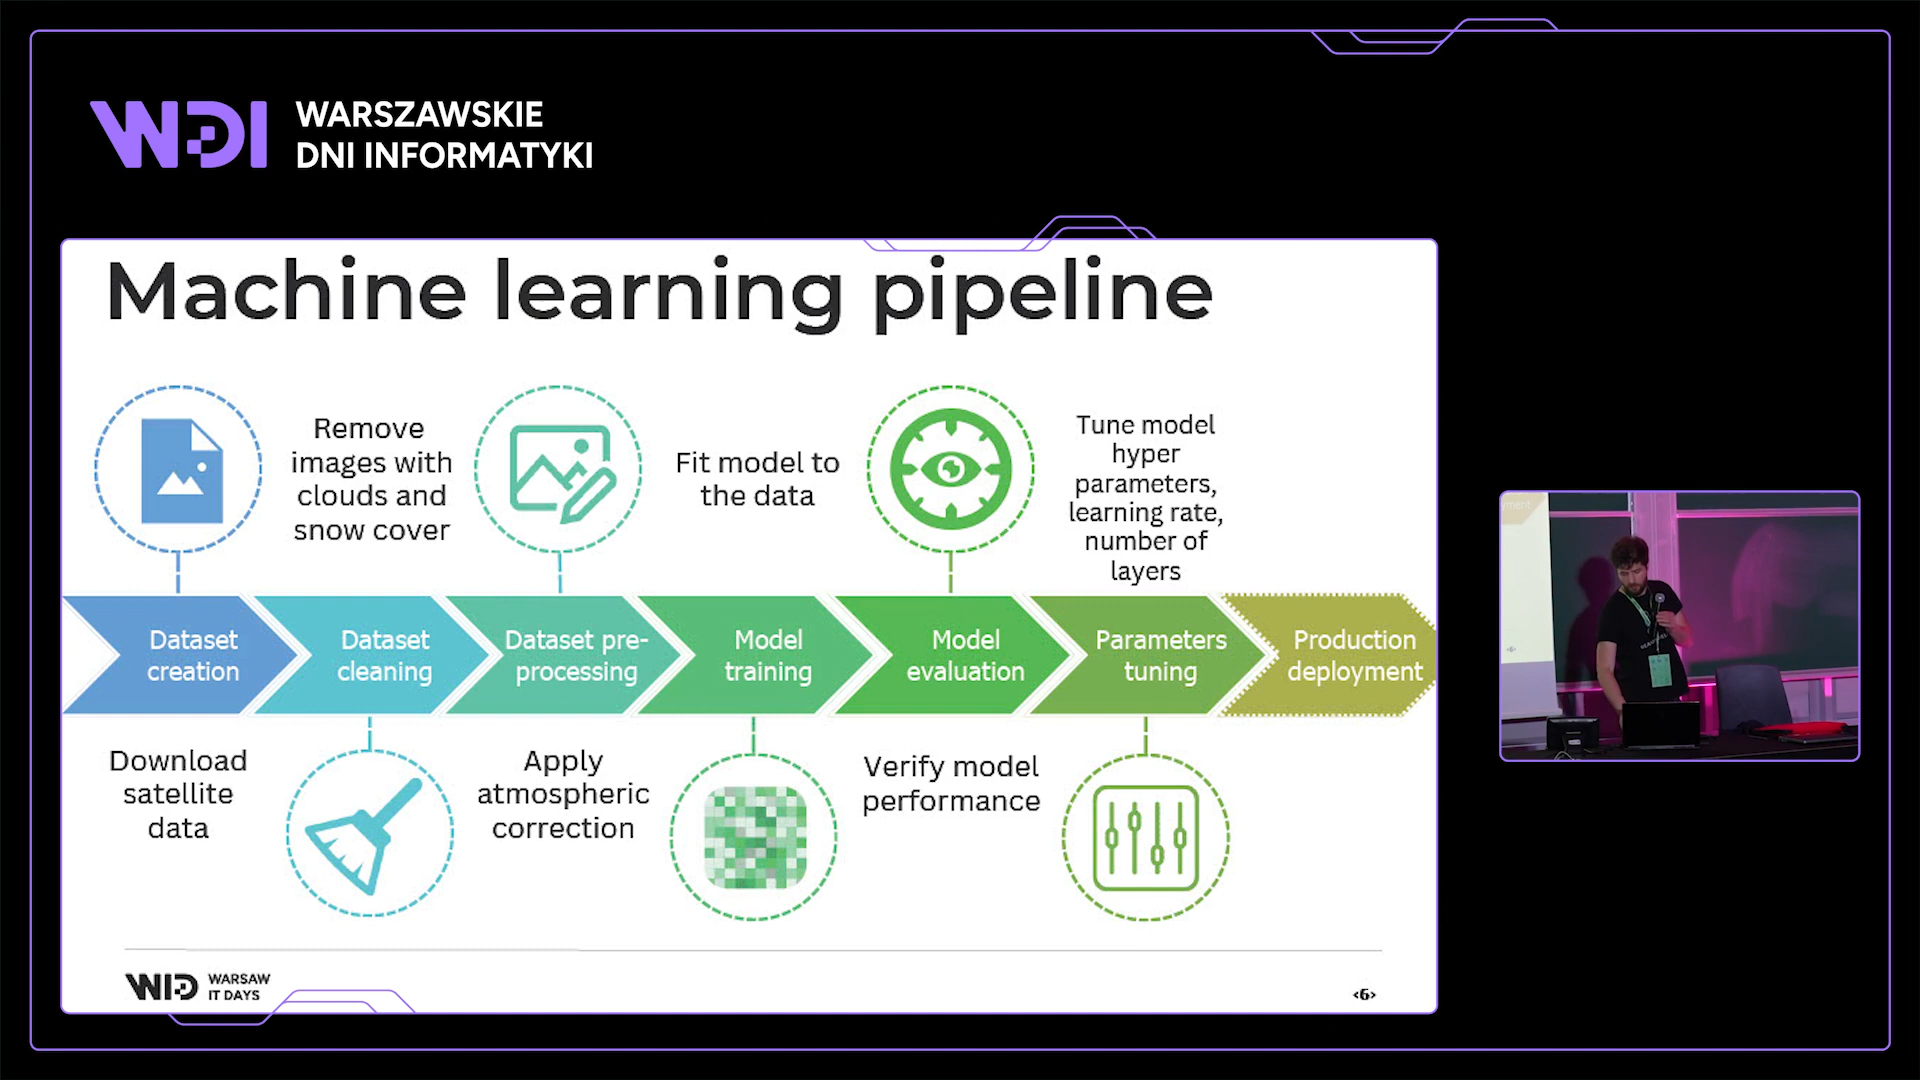 WDI
WARSZAWSKIE
DNI INFORMATYKI
Machine learning pipeline
Remove
images with
clouds and
snow cover
Fit model to
the data
Tune model
hyper
parameters,
learning rate,
number of
layers
Dataset
creation
Dataset
cleaning
Dataset pre-
processing
Model
training
Model
evaluation
Parameters
tuning
Production
deployment
Download
satellite
data
Apply
atmospheric
correction
Verify model
performance
WID
WARSAW
IT DAYS
‹6›